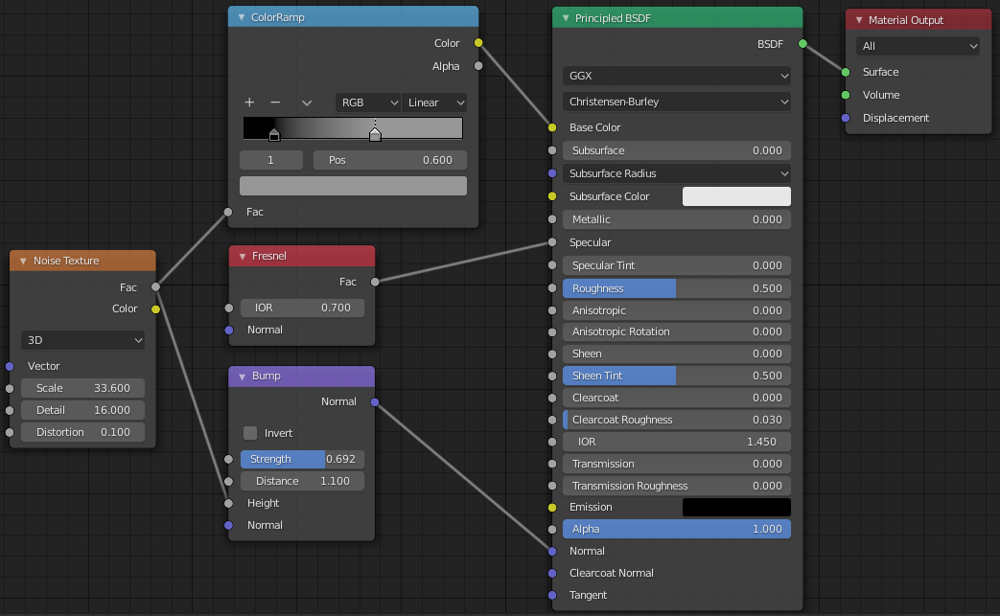 ColorRamp
Color
Alpha
RGB
Linear
1
Pos 0.600
Fac
Noise Texture
Fac
Color
3D
Vector
Scale 33.600
Detail 16.000
Distortion 0.100
Fresnel
Fac
IOR 0.700
Normal
Bump
Normal
Invert
Strength 0.692
Distance 1.100
Height
Normal
Principled BSDF
BSDF
GGX
Christensen-Burley
Base Color
Subsurface 0.000
Subsurface Radius
Subsurface Color
Metallic 0.000
Specular
Specular Tint 0.000
Roughness 0.500
Anisotropic 0.000
Anisotropic Rotation 0.000
Sheen 0.000
Sheen Tint 0.500
Clearcoat 0.000
Clearcoat Roughness 0.030
IOR 1.450
Transmission 0.000
Transmission Roughness 0.000
Emission
Alpha 1.000
Normal
Clearcoat Normal
Tangent
Material Output
All
Surface
Volume
Displacement